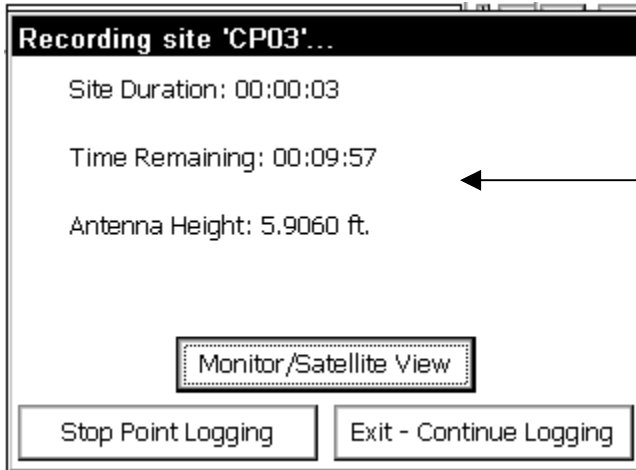 Recording site 'CP03'...
Site Duration: 00:00:03
Time Remaining: 00:09:57
Antenna Height: 5.9060 ft.
Monitor/Satellite View
Stop Point Logging
Exit - Continue Logging